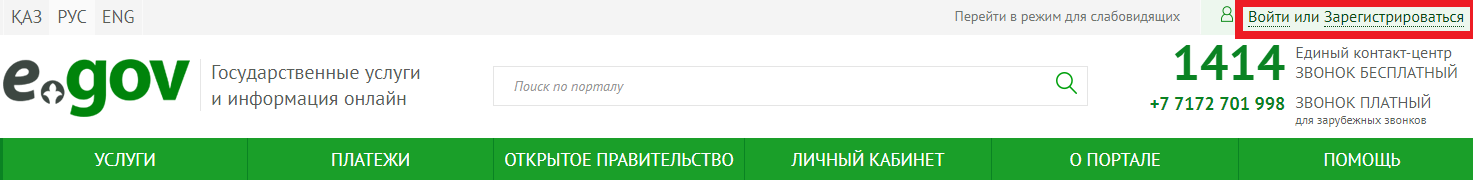 ҚАЗ РУС ENG Перейти в режим для слабовидящих Войти или Зарегистрироваться
e.gov
Государственные услуги
и информация онлайн
Поиск по порталу
1414
Единый контакт-центр
ЗВОНОК БЕСПЛАТНЫЙ
+7 7172 701 998
ЗВОНОК ПЛАТНЫЙ
для зарубежных звонков
УСЛУГИ ПЛАТЕЖИ ОТКРЫТОЕ ПРАВИТЕЛЬСТВО ЛИЧНЫЙ КАБИНЕТ О ПОРТАЛЕ ПОМОЩЬ